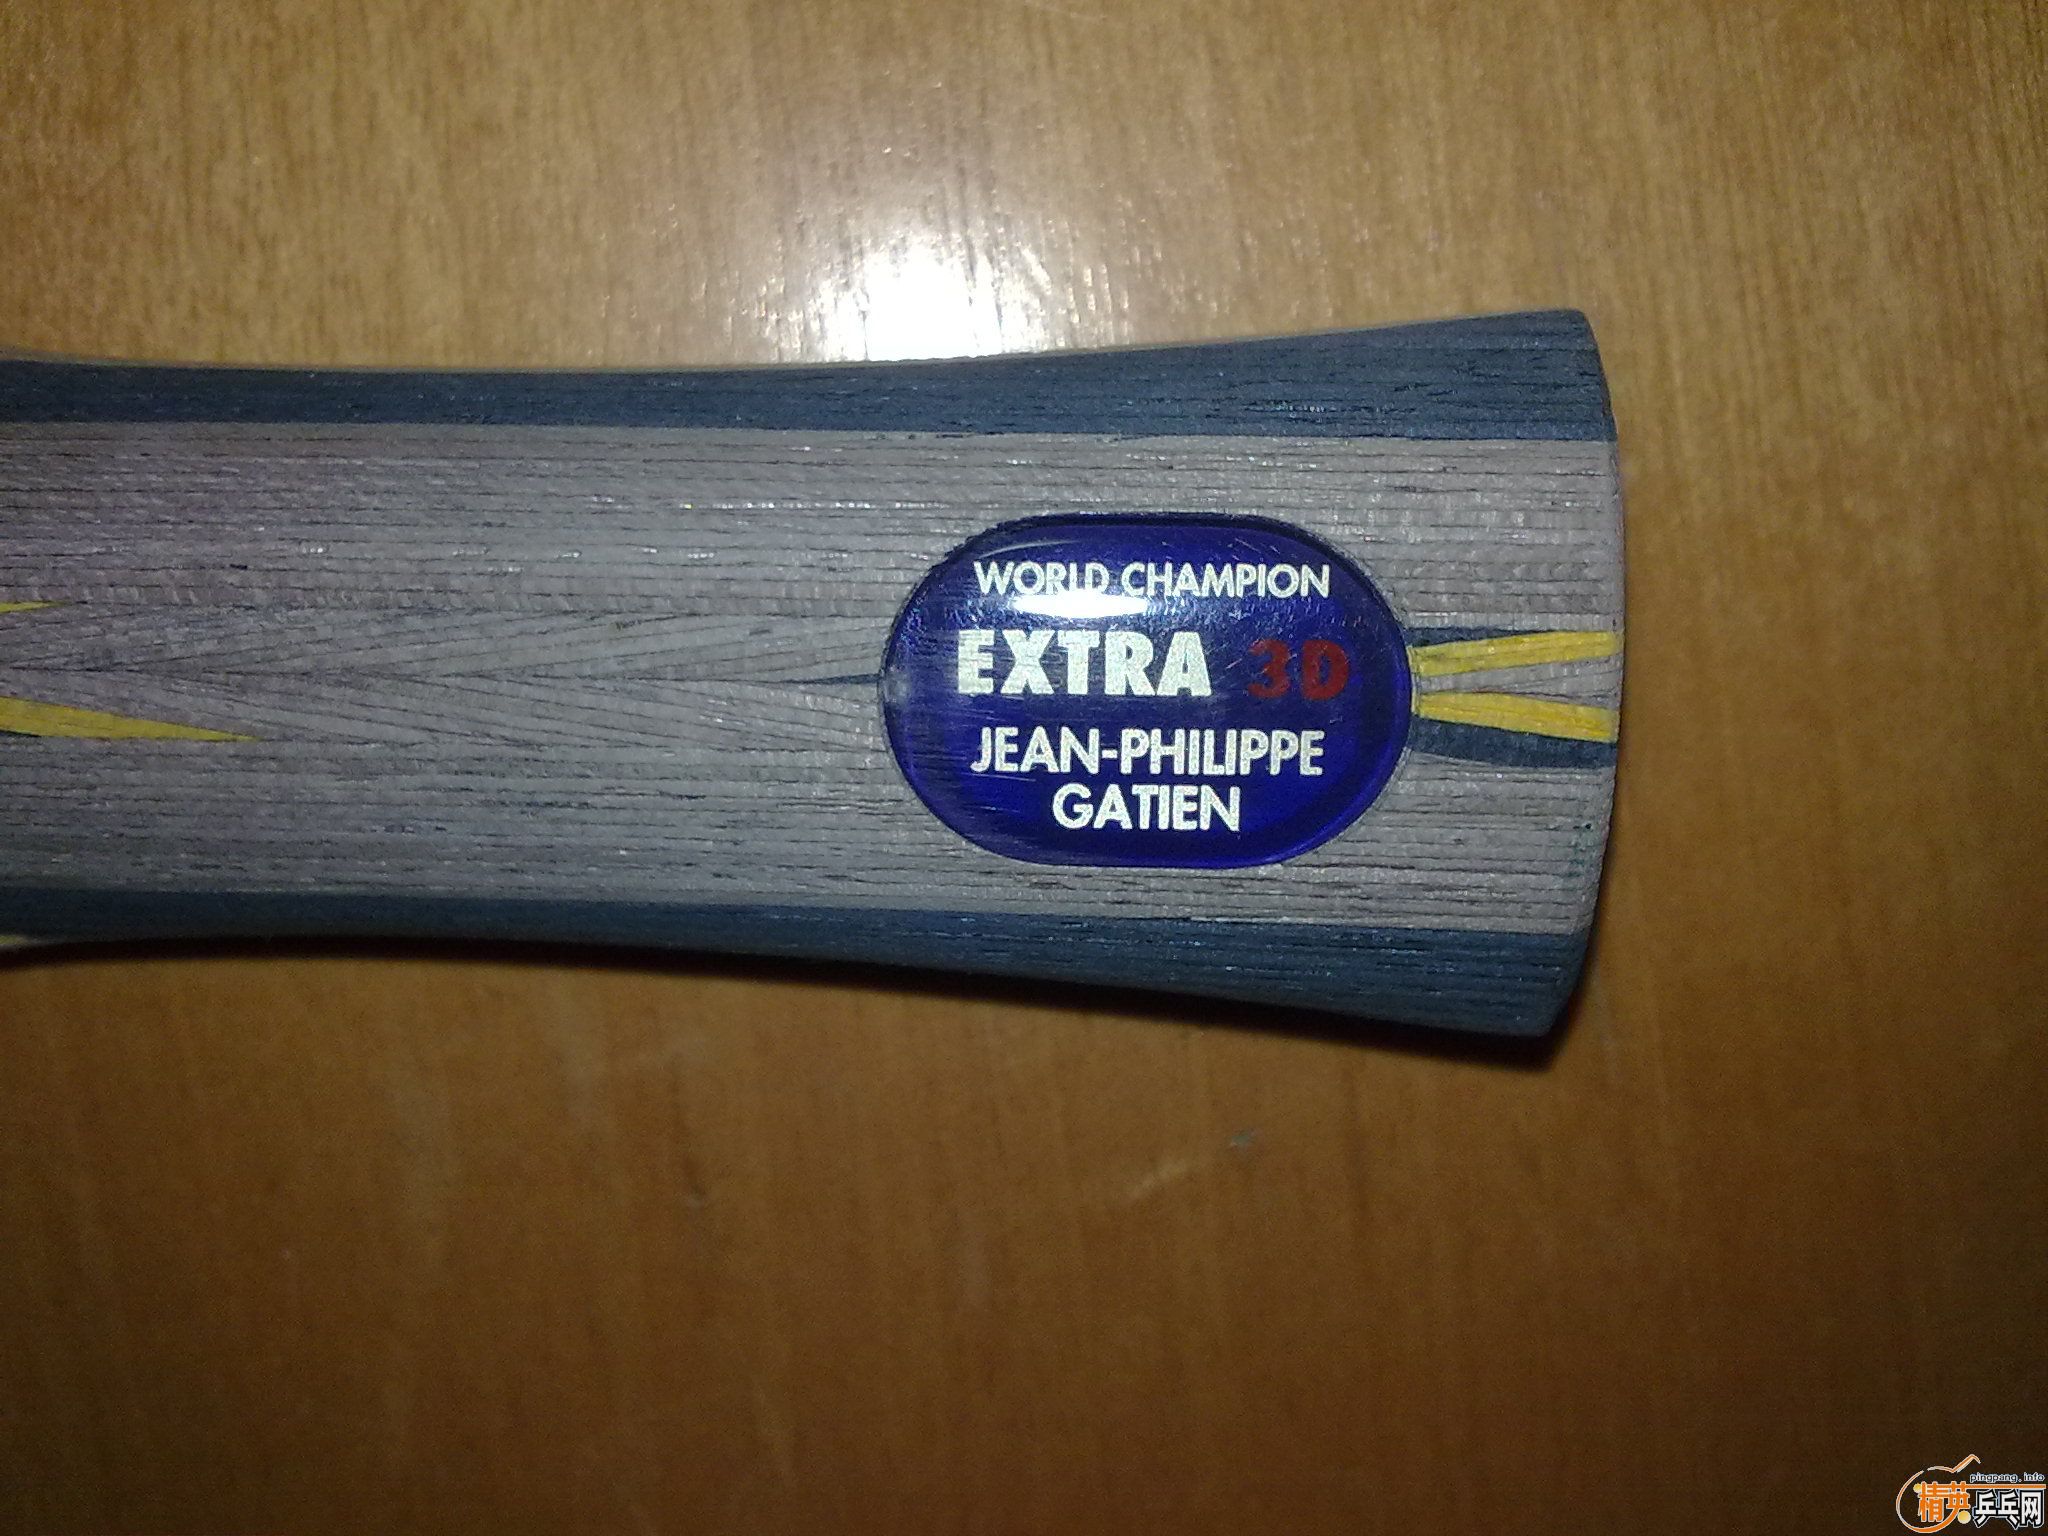 WORLD CHAMPION
EXTRA 3D
JEAN-PHILIPPE
GATIEN
pingpang.info
精英乒乓网